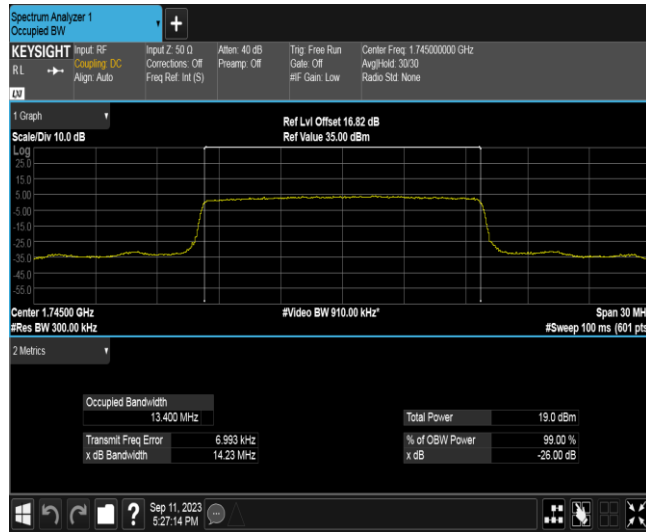 Spectrum Analyzer 1
Occupied BW
+
KEYSIGHT Input: RF Input Z: 50 Ω Atten: 40 dB Trig: Free Run Center Freq: 1.745000000 GHz
RL Coupling: DC Corrections: Off Preamp: Off Gate: Off Avg|Hold: 30/30
Align: Auto Freq Ref: Int (S) #IF Gain: Low Radio Std: None
LXI
1 Graph
Ref Lvl Offset 16.82 dB
Scale/Div 10.0 dB Ref Value 35.00 dBm
Log
25.0
15.0
5.00
-5.00
-15.0
-25.0
-35.0
-45.0
-55.0
Center 1.74500 GHz #Video BW 910.00 kHz* Span 30 MH
#Res BW 300.00 kHz #Sweep 100 ms (601 pts
2 Metrics
Occupied Bandwidth
13.400 MHz Total Power 19.0 dBm
Transmit Freq Error 6.993 kHz % of OBW Power 99.00 %
x dB Bandwidth 14.23 MHz x dB -26.00 dB
? Sep 11, 2023
5:27:14 PM